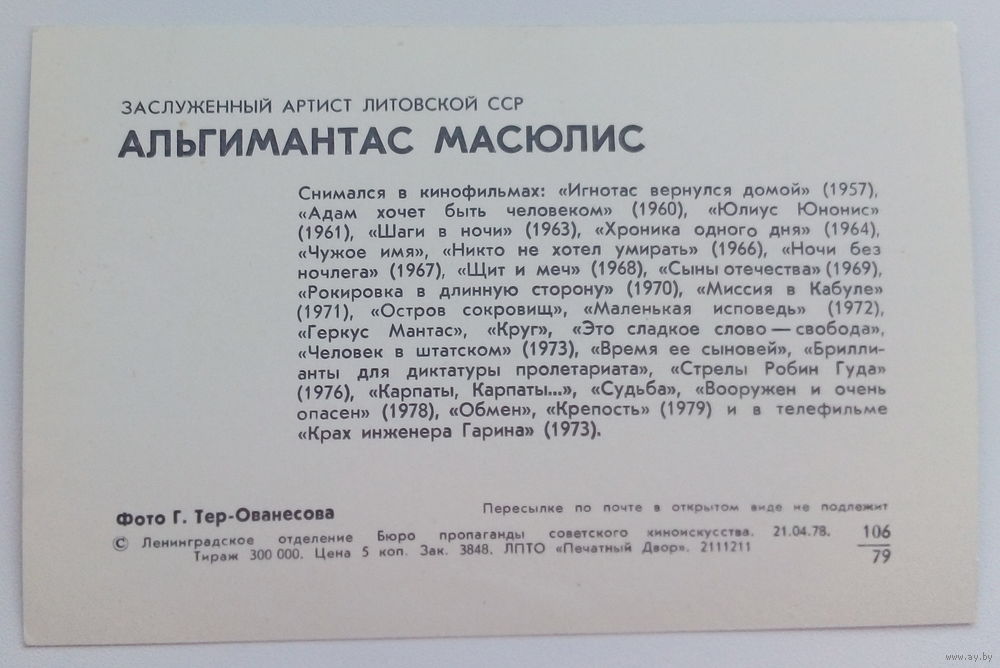 ЗАСЛУЖЕННЫЙ АРТИСТ ЛИТОВСКОЙ ССР
АЛЬГИМАНТАС МАСЮЛИС
Снимался в кинофильмах: «Игнотас вернулся домой» (1957),
«Адам хочет быть человеком» (1960), «Юлиус Юнонис»
(1961), «Шаги в ночи» (1963), «Хроника одного дня» (1964),
«Чужое имя», «Никто не хотел умирать» (1966), «Ночи без
ночлега» (1967), «Щит и меч» (1968), «Сыны отечества» (1969),
«Рокировка в длинную сторону» (1970), «Миссия в Кабуле»
(1971), «Остров сокровищ», «Маленькая исповедь» (1972),
«Геркус Мантас», «Круг», «Это сладкое слово — свобода»,
«Человек в штатском» (1973), «Время ее сыновей», «Брилли-
анты для диктатуры пролетариата», «Стрелы Робин Гуда»
(1976), «Карпаты, Карпаты...», «Судьба», «Вооружен и очень
опасен» (1978), «Обмен», «Крепость» (1979) и в телефильме
«Крах инженера Гарина» (1973).
Фото Г. Тер-Ованесова
Пересылке по почте в открытом виде не подлежит
© Ленинградское отделение Бюро пропаганды советского киноискусства. 21.04.78.
Тираж 300 000. Цена 5 коп. Зак. 3848. ЛПТО «Печатный Двор». 2111211
106
79
www.ay.by